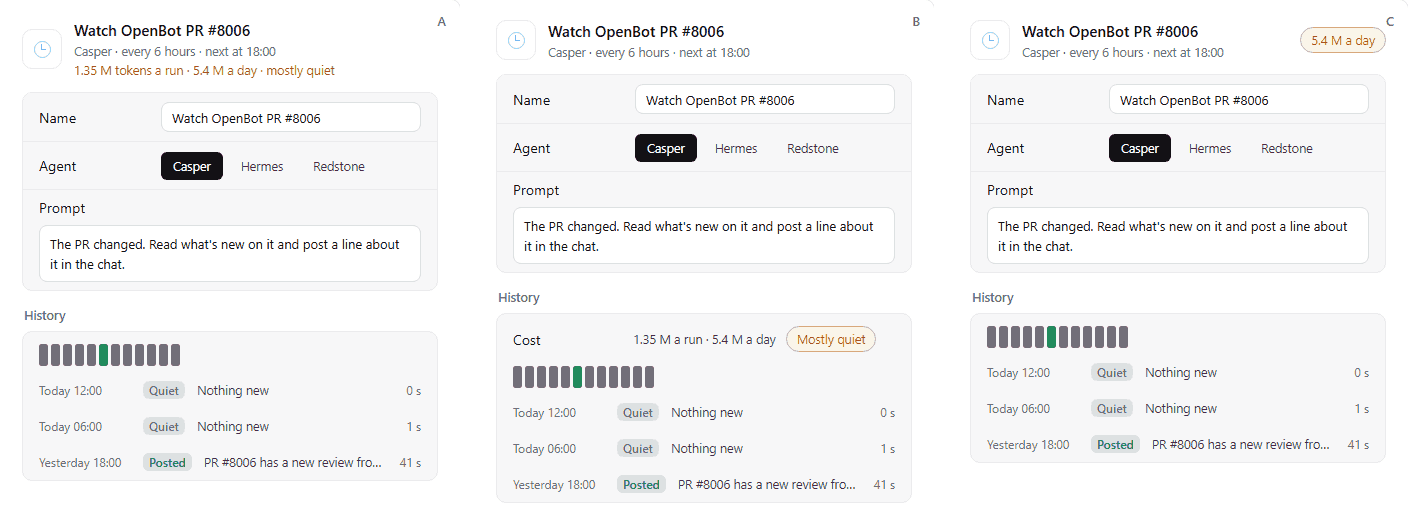 A
Watch OpenBot PR #8006
Casper · every 6 hours · next at 18:00
1.35 M tokens a run · 5.4 M a day · mostly quiet
Name Watch OpenBot PR #8006
Agent Casper Hermes Redstone
Prompt
The PR changed. Read what's new on it and post a line about
it in the chat.
History
Today 12:00 Quiet Nothing new 0 s
Today 06:00 Quiet Nothing new 1 s
Yesterday 18:00 Posted PR #8006 has a new review fro... 41 s
B
Watch OpenBot PR #8006
Casper · every 6 hours · next at 18:00
Name Watch OpenBot PR #8006
Agent Casper Hermes Redstone
Prompt
The PR changed. Read what's new on it and post a line about
it in the chat.
History
Cost 1.35 M a run · 5.4 M a day Mostly quiet
Today 12:00 Quiet Nothing new 0 s
Today 06:00 Quiet Nothing new 1 s
Yesterday 18:00 Posted PR #8006 has a new review fro... 41 s
C
Watch OpenBot PR #8006
Casper · every 6 hours · next at 18:00
5.4 M a day
Name Watch OpenBot PR #8006
Agent Casper Hermes Redstone
Prompt
The PR changed. Read what's new on it and post a line about
it in the chat.
History
Today 12:00 Quiet Nothing new 0 s
Today 06:00 Quiet Nothing new 1 s
Yesterday 18:00 Posted PR #8006 has a new review fro... 41 s